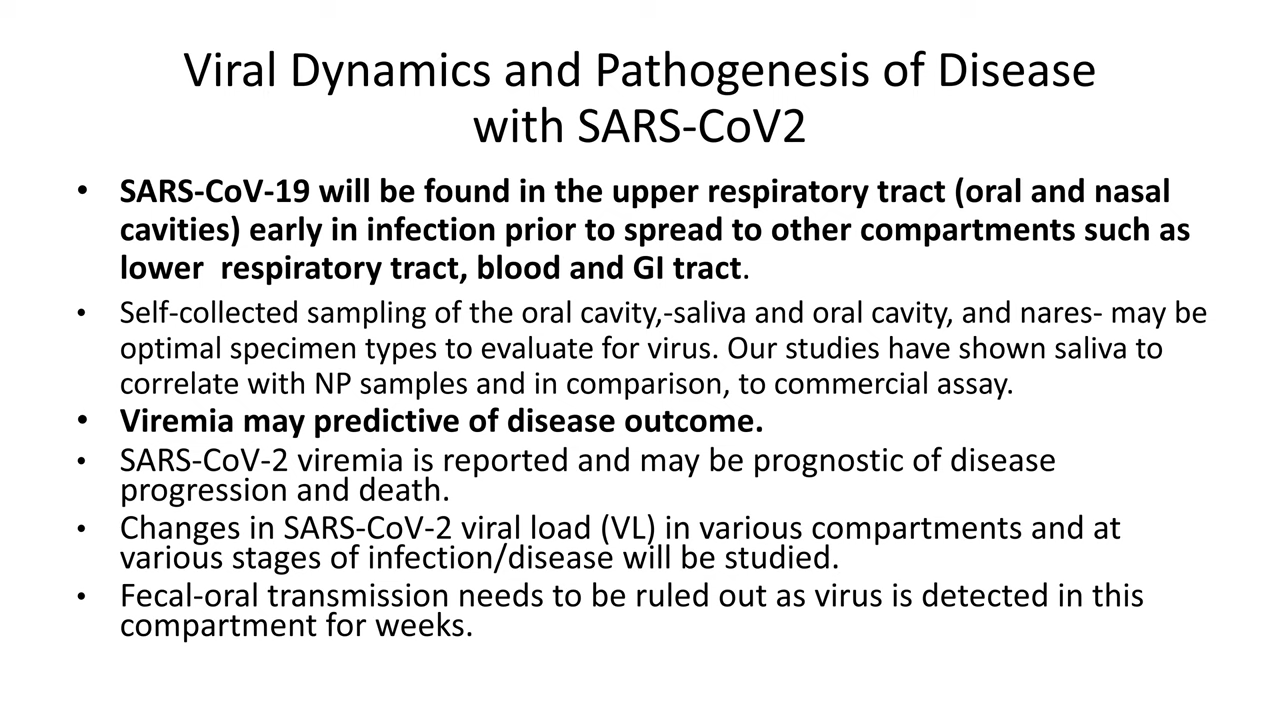 Viral Dynamics and Pathogenesis of Disease
with SARS-CoV2
• SARS-CoV-19 will be found in the upper respiratory tract (oral and nasal
cavities) early in infection prior to spread to other compartments such as
lower  respiratory tract, blood and GI tract.
• Self-collected sampling of the oral cavity,-saliva and oral cavity, and nares- may be
optimal specimen types to evaluate for virus. Our studies have shown saliva to
correlate with NP samples and in comparison, to commercial assay.
• Viremia may predictive of disease outcome.
• SARS-CoV-2 viremia is reported and may be prognostic of disease
progression and death.
• Changes in SARS-CoV-2 viral load (VL) in various compartments and at
various stages of infection/disease will be studied.
• Fecal-oral transmission needs to be ruled out as virus is detected in this
compartment for weeks.